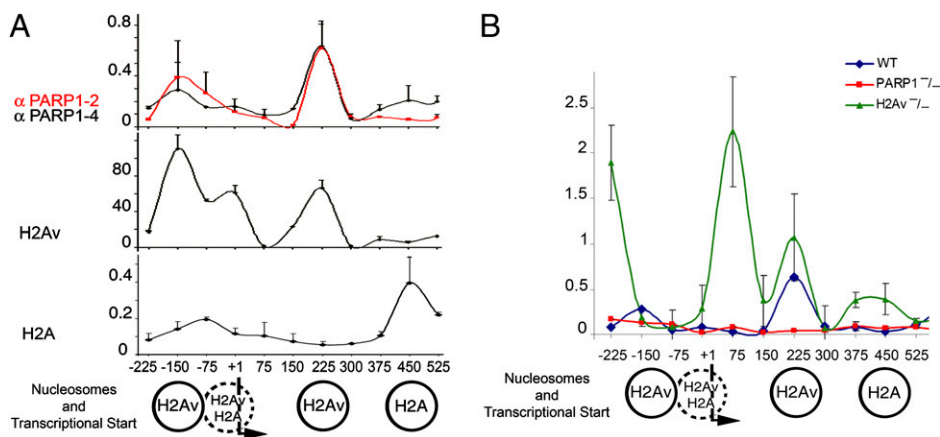 A
0.8
0.4
0
α PARP1-2
α PARP1-4
80
40
0
H2Av
0.4
0.2
0
H2A
-225 -150 -75 +1 75 150 225 300 375 450 525
Nucleosomes
and
Transcriptional Start
H2Av
H2Av
H2A
H2Av
H2A
B
WT
PARP1 -/-
H2Av -/-
2.5
2
1.5
1
0.5
0
-225 -150 -75 +1 75 150 225 300 375 450 525
Nucleosomes
and
Transcriptional Start
H2Av
H2Av
H2A
H2Av
H2A